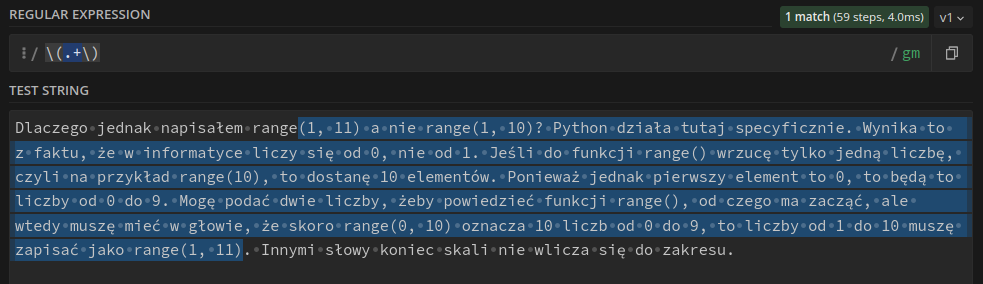 REGULAR EXPRESSION
1 match (59 steps, 4.0ms)
v1
/ \(.+\)
/ gm
TEST STRING
Dlaczego jednak napisałem range(1, 11) a nie range(1, 10)? Python działa tutaj specyficznie. Wynika to
z faktu, że w informatyce liczy się od 0, nie od 1. Jeśli do funkcji range() wrzucę tylko jedną liczbę,
czyli na przykład range(10), to dostanę 10 elementów. Ponieważ jednak pierwszy element to 0, to będą to
liczby od 0 do 9. Mogę podać dwie liczby, żeby powiedzieć funkcji range(), od czego ma zacząć, ale
wtedy muszę mieć w głowie, że skoro range(0, 10) oznacza 10 liczb od 0 do 9, to liczby od 1 do 10 muszę
zapisać jako range(1, 11). Innymi słowy koniec skali nie wlicza się do zakresu.